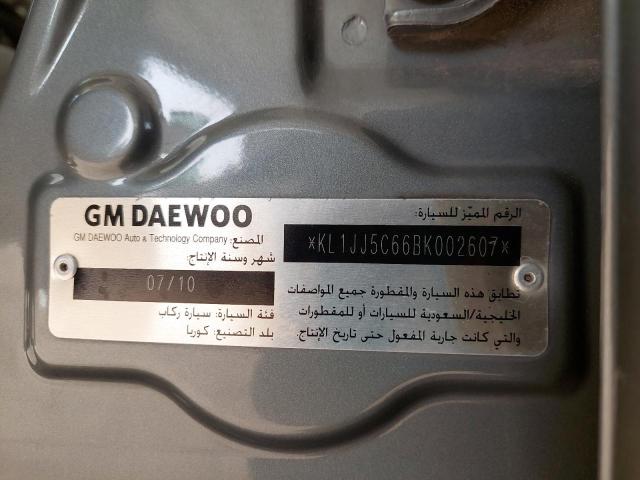 GM DAEWOO
GM DAEWOO Auto & Technology Company
المصنع:
شهر وسنة الإنتاج:
07/10
فئة السيارة: سيارة ركاب
بلد التصنيع: كوريا
الرقم المميّز للسيارة:
*KL1JJ5C66BK002607*
تطابق هذه السيارة والمقطورة جميع المواصفات
الخليجية/السعودية للسيارات أو للمقطورات
والتي كانت جارية المفعول حتى تاريخ الإنتاج.